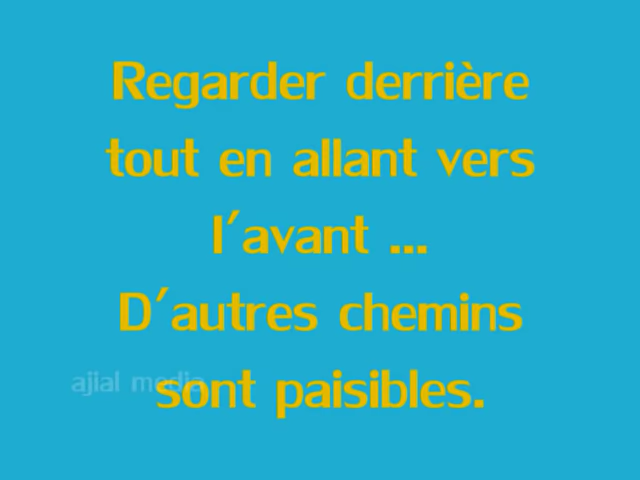 Regarder derrière
tout en allant vers
l'avant ...
D'autres chemins
ajial media
sont paisibles.